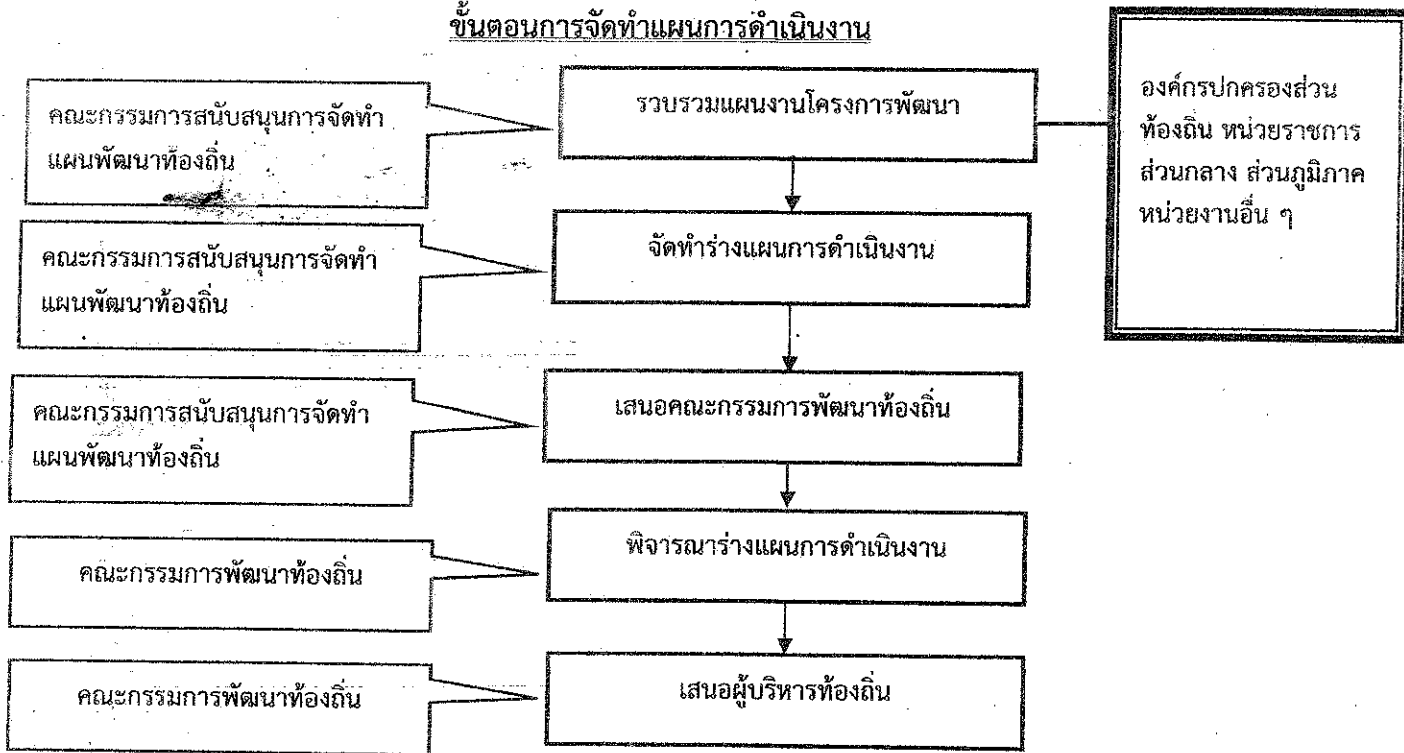 ขั้นตอนการจัดทำแผนการดำเนินงาน
คณะกรรมการสนับสนุนการจัดทำ
แผนพัฒนาท้องถิ่น
รวบรวมแผนงานโครงการพัฒนา
องค์กรปกครองส่วน
ท้องถิ่น หน่วยราชการ
ส่วนกลาง ส่วนภูมิภาค
หน่วยงานอื่น ๆ
คณะกรรมการสนับสนุนการจัดทำ
แผนพัฒนาท้องถิ่น
จัดทำร่างแผนการดำเนินงาน
คณะกรรมการสนับสนุนการจัดทำ
แผนพัฒนาท้องถิ่น
เสนอคณะกรรมการพัฒนาท้องถิ่น
คณะกรรมการพัฒนาท้องถิ่น
พิจารณาร่างแผนการดำเนินงาน
คณะกรรมการพัฒนาท้องถิ่น
เสนอผู้บริหารท้องถิ่น